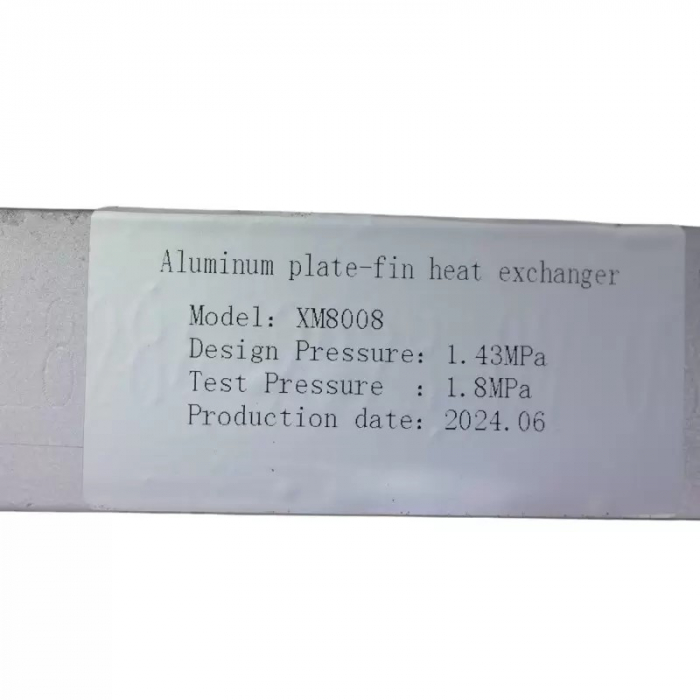 Aluminum plate-fin heat exchanger
Model: XM8008
Design Pressure: 1.43MPa
Test Pressure : 1.8MPa
Production date: 2024.06